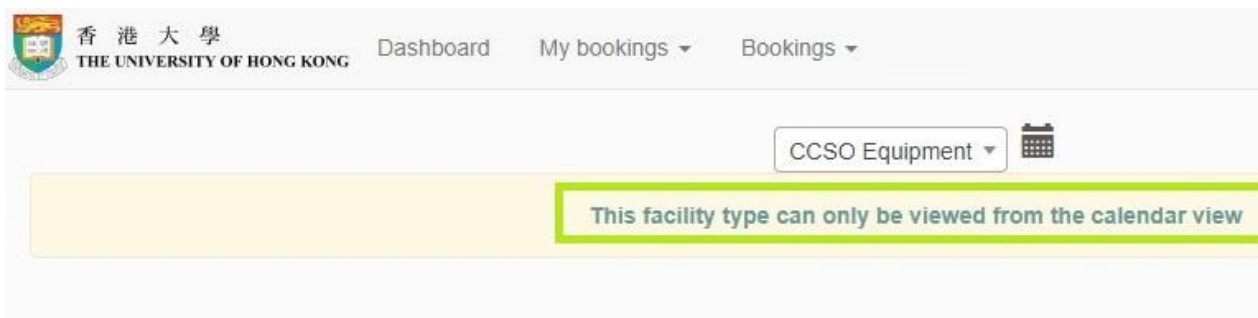 香港大學
THE UNIVERSITY OF HONG KONG
Dashboard
My bookings
Bookings
CCSO Equipment
This facility type can only be viewed from the calendar view